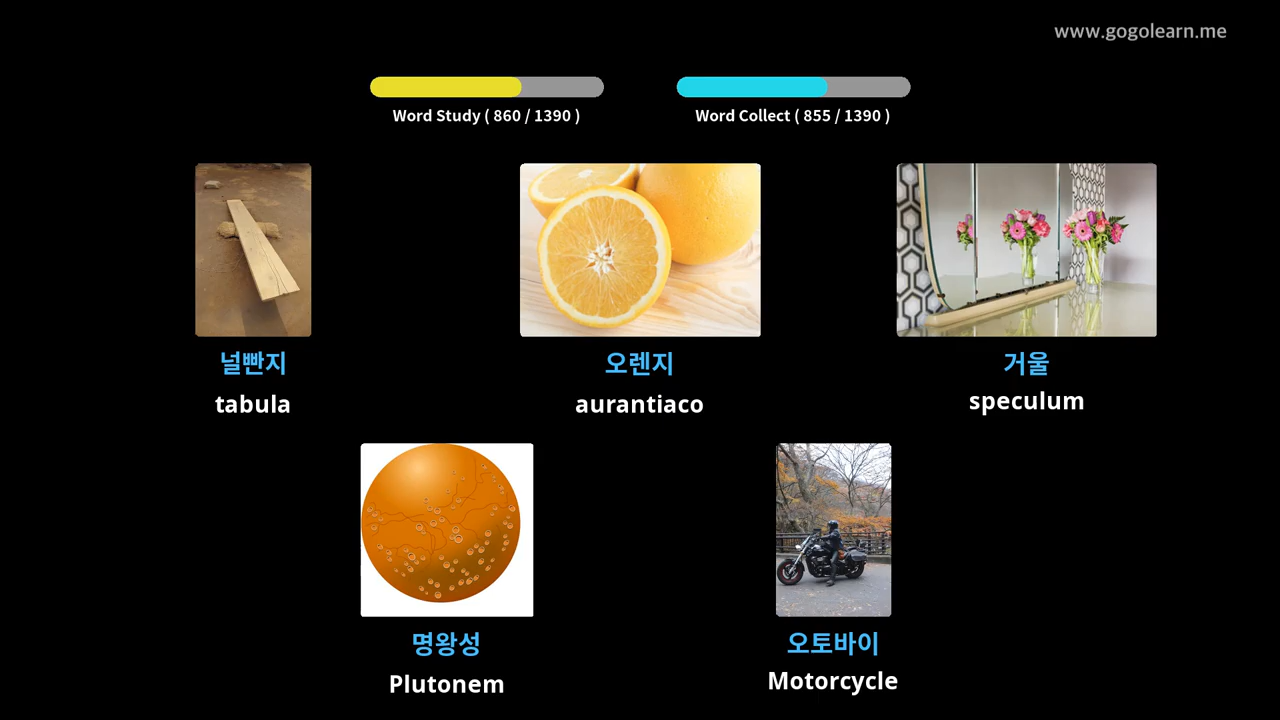 www.gogolearn.me
Word Study ( 860 / 1390 )
Word Collect ( 855 / 1390 )
널빤지
tabula
오렌지
aurantiaco
거울
speculum
명왕성
Plutonem
오토바이
Motorcycle